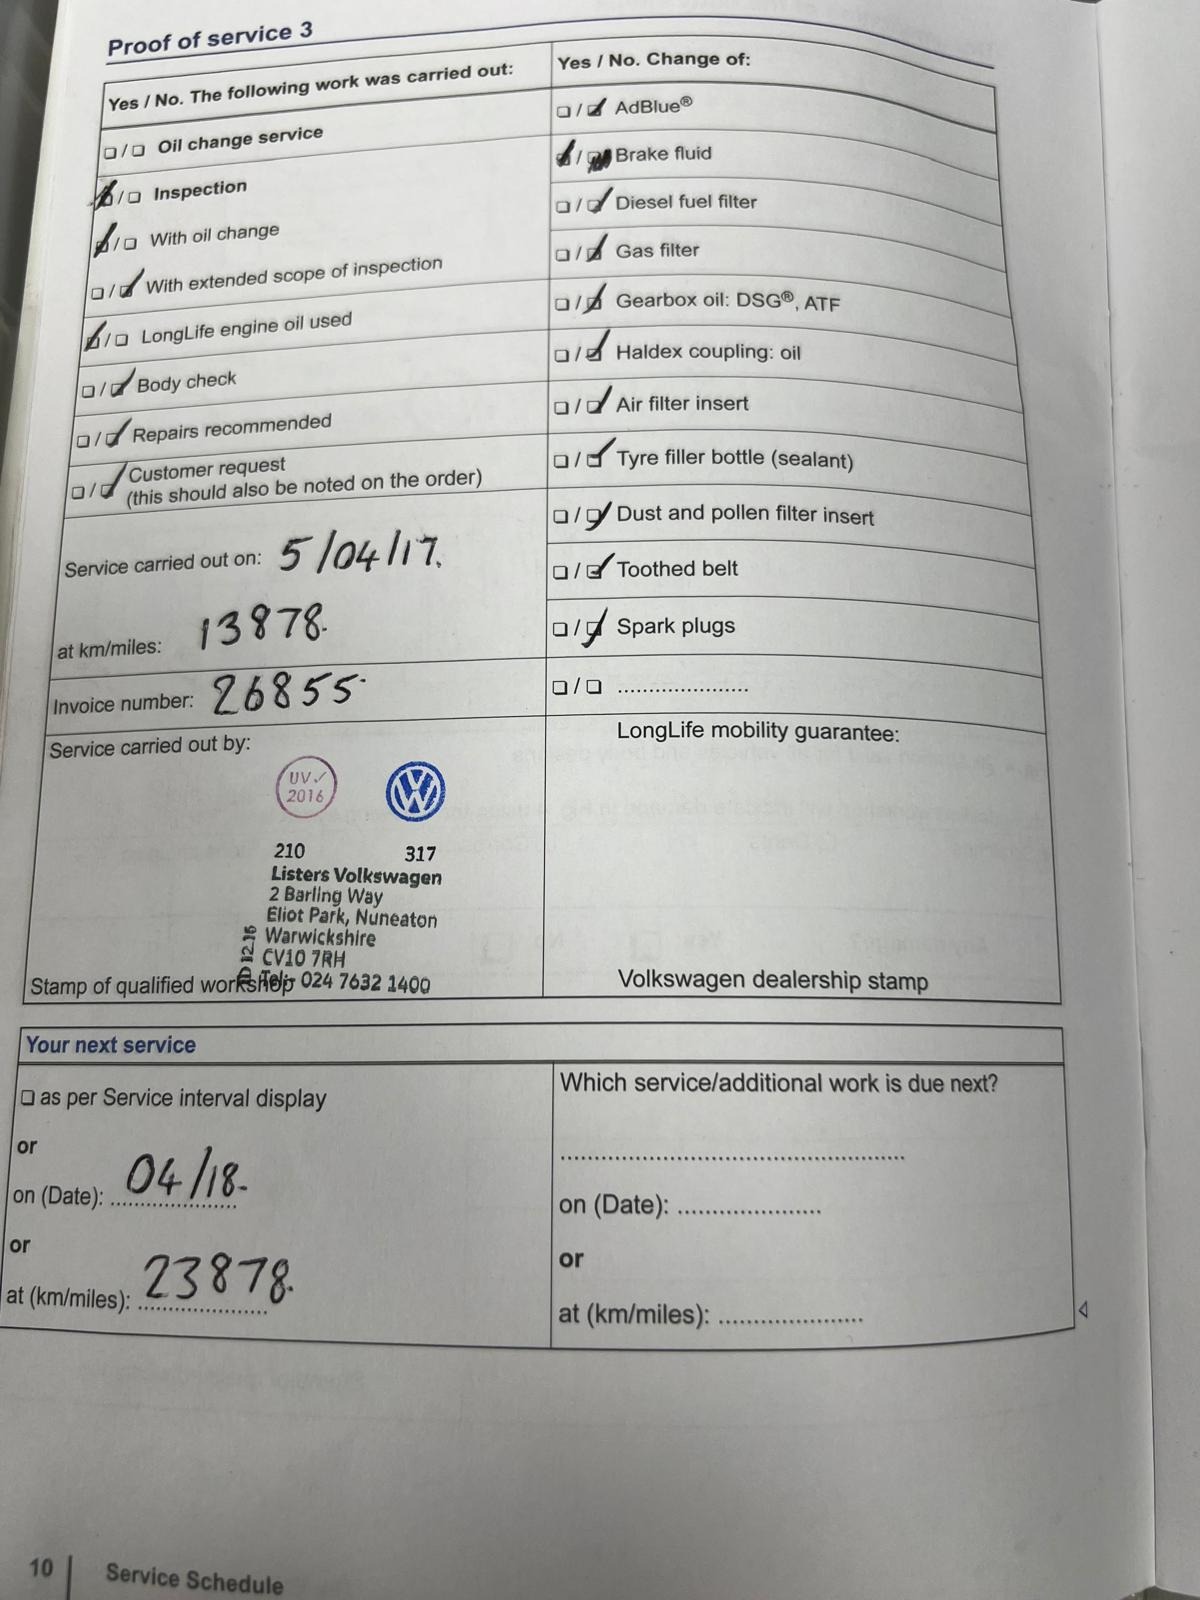 Proof of service 3
Yes / No. The following work was carried out:
❏ / ❏ Oil change service
❏ / ❏ Inspection
❏ / ❏ With oil change
❏ / ❏ With extended scope of inspection
❏ / ❏ LongLife engine oil used
❏ / ❏ Body check
❏ / ❏ Repairs recommended
❏ / ❏ Customer request
(this should also be noted on the order)
Service carried out on: 5/04/17.
at km/miles: 13878.
Invoice number: 26855
Service carried out by:
UV✓
2016
VW
210 317
Listers Volkswagen
2 Barling Way
Eliot Park, Nuneaton
Warwickshire
CV10 7RH
Tel:- 024 7632 1400
12.16
Stamp of qualified workshop
Yes / No. Change of:
❏ / ❏ AdBlue®
❏ / ❏ Brake fluid
❏ / ❏ Diesel fuel filter
❏ / ❏ Gas filter
❏ / ❏ Gearbox oil: DSG®, ATF
❏ / ❏ Haldex coupling: oil
❏ / ❏ Air filter insert
❏ / ❏ Tyre filler bottle (sealant)
❏ / ❏ Dust and pollen filter insert
❏ / ❏ Toothed belt
❏ / ❏ Spark plugs
❏ / ❏ ......................
LongLife mobility guarantee:
Volkswagen dealership stamp
Your next service
❏ as per Service interval display
or
on (Date): 04/18.
or
at (km/miles): 23878.
Which service/additional work is due next?
........................................................
on (Date): ......................
or
at (km/miles): ......................
10 | Service Schedule